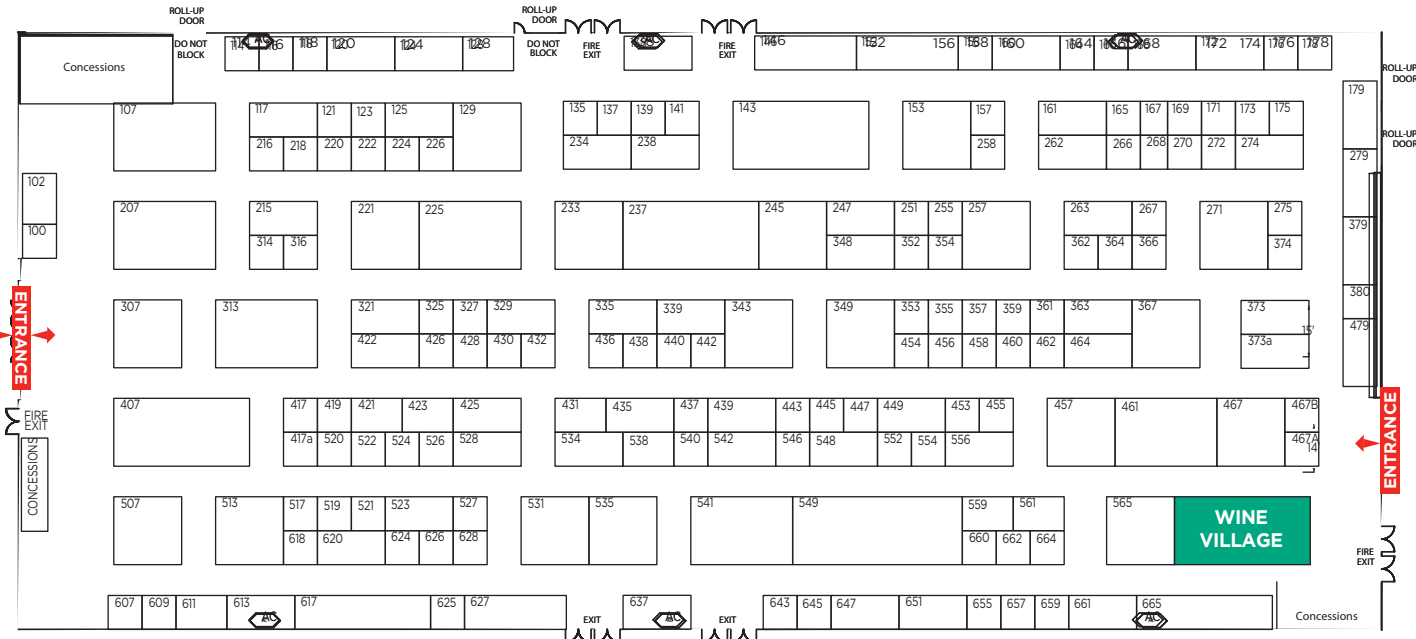 ROLL-UP
DOOR
ROLL-UP
DOOR
DO NOT
BLOCK
DO NOT
BLOCK
FIRE
EXIT
FIRE
EXIT
Concessions
118 120 124 128
152 156 158 160 164 168 172 174 176 178
ROLL-UP
DOOR
179
107 117 121 123 125 129 135 137 139 141 143 153 157 161 165 167 169 171 173 175
ROLL-UP
DOOR
216 218 220 222 224 226 234 238 258 262 266 268 270 272 274 279
102
207 215 221 225 233 237 245 247 251 255 257 263 267 271 275
379
100
314 316 348 352 354 362 364 366 374
380
ENTRANCE
307 313 321 325 327 329 335 339 343 349 353 355 357 359 361 363 367 373
479
15'
422 426 428 430 432 436 438 440 442 454 456 458 460 462 464 373a
407 417 419 421 423 425 431 435 437 439 443 445 447 449 453 455 457 461 467 467B
FIRE
EXIT
417a 520 522 524 526 528 534 538 540 542 546 548 552 554 556 467A
14
ENTRANCE
CONCESSIONS
507 513 517 519 521 523 527 531 535 541 549 559 561 565
WINE
VILLAGE
618 620 624 626 628 660 662 664
FIRE
EXIT
607 609 611 613 617 625 627 637 643 645 647 651 655 657 659 661 665
AC
AC
AC
EXIT
EXIT
Concessions